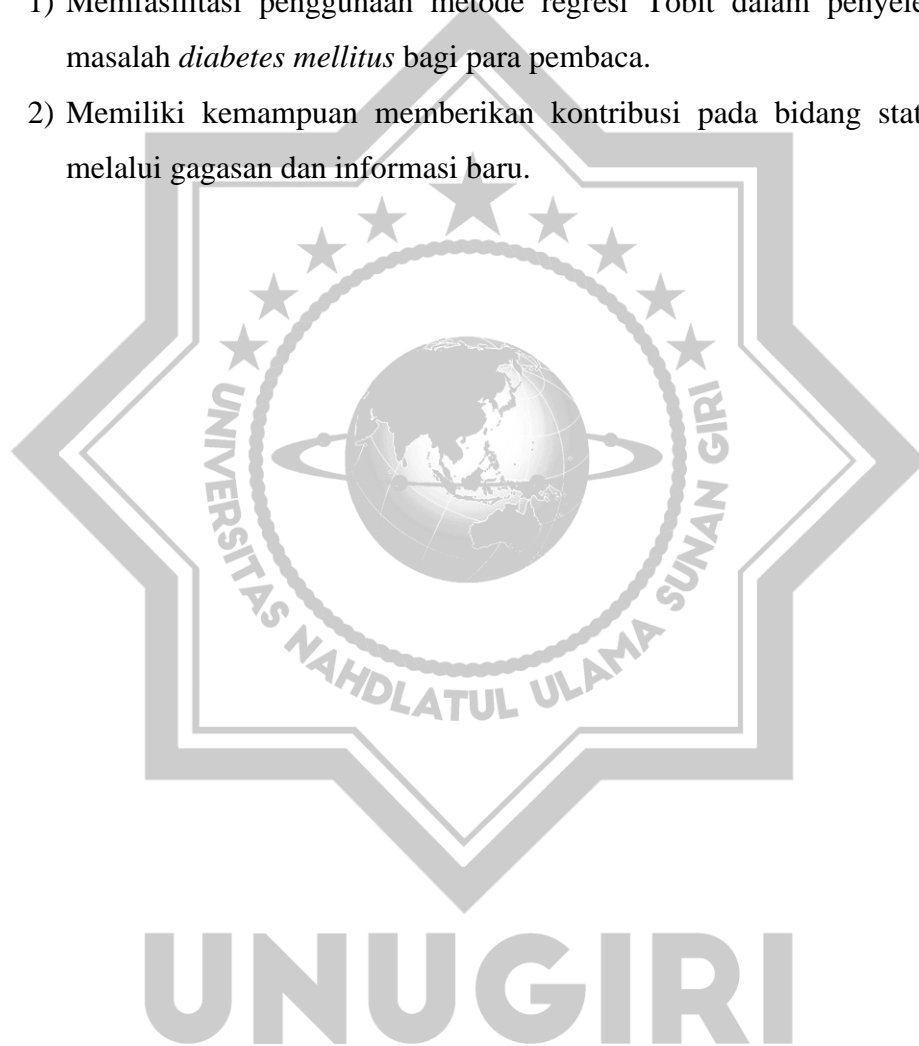 1) Memfasilitasi penggunaan metode regresi Tobit dalam penyele
masalah diabetes mellitus bagi para pembaca.
2) Memiliki kemampuan memberikan kontribusi pada bidang stat
melalui gagasan dan informasi baru.
UNIVERSITAS NAHDLATUL ULAMA SUNAN GIRI
UNUGIRI